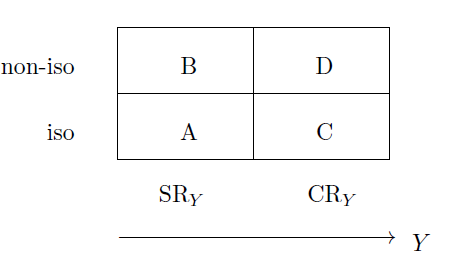 non-iso B D
iso A C
SR_Y CR_Y
Y